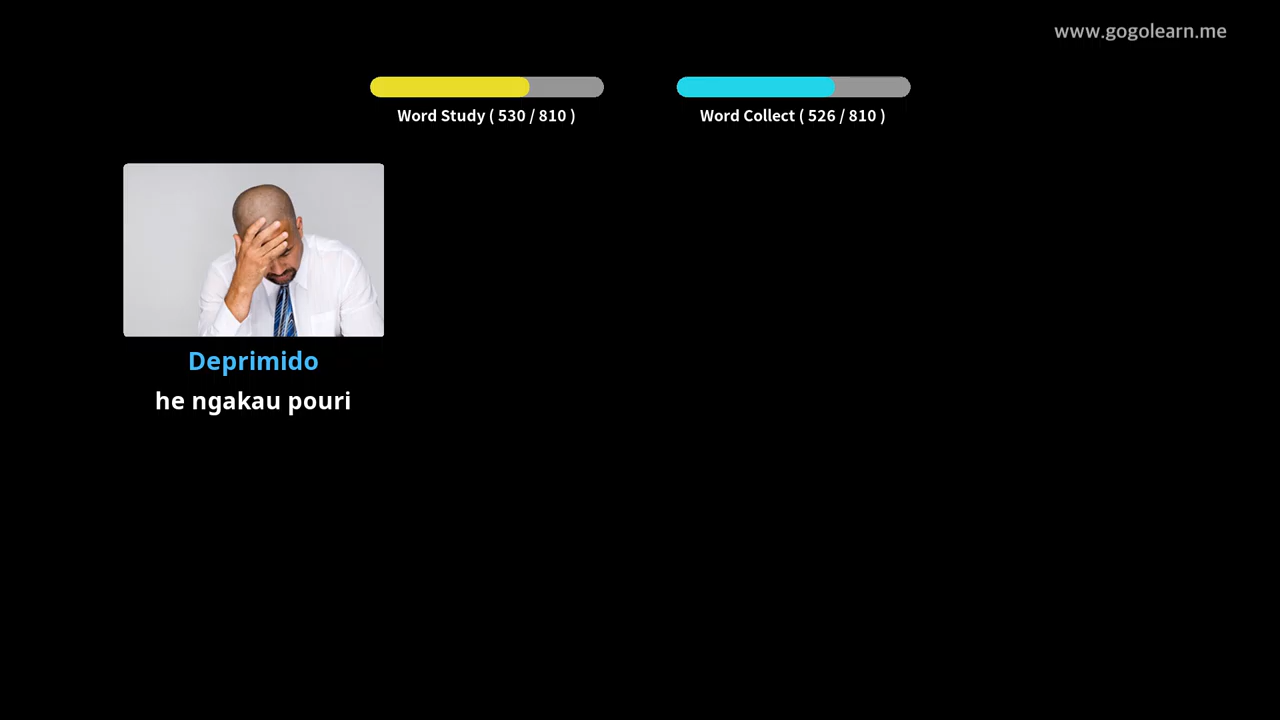 www.gogolearn.me
Word Study ( 530 / 810 )
Word Collect ( 526 / 810 )
Deprimido
he ngakau pouri